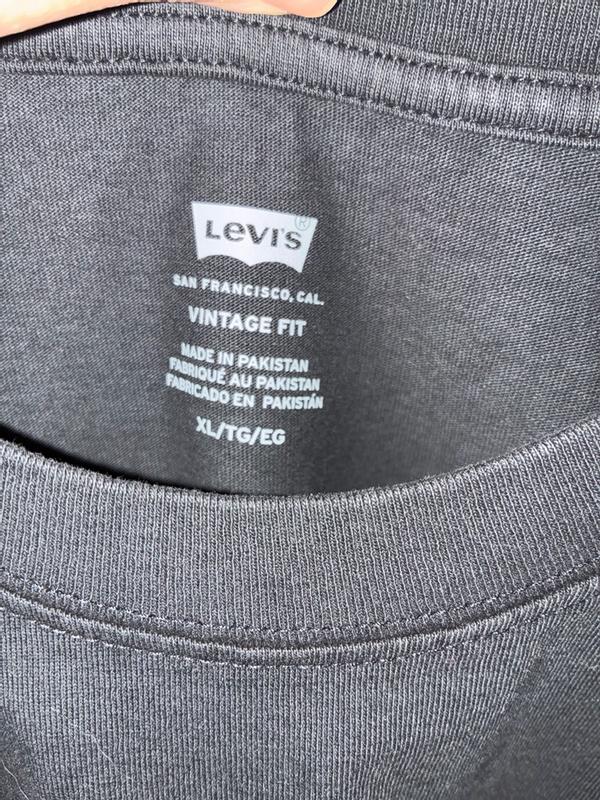 Levi's®
SAN FRANCISCO, CAL.
VINTAGE FIT
MADE IN PAKISTAN
FABRIQUÉ AU PAKISTAN
FABRICADO EN PAKISTÁN
XL/TG/EG